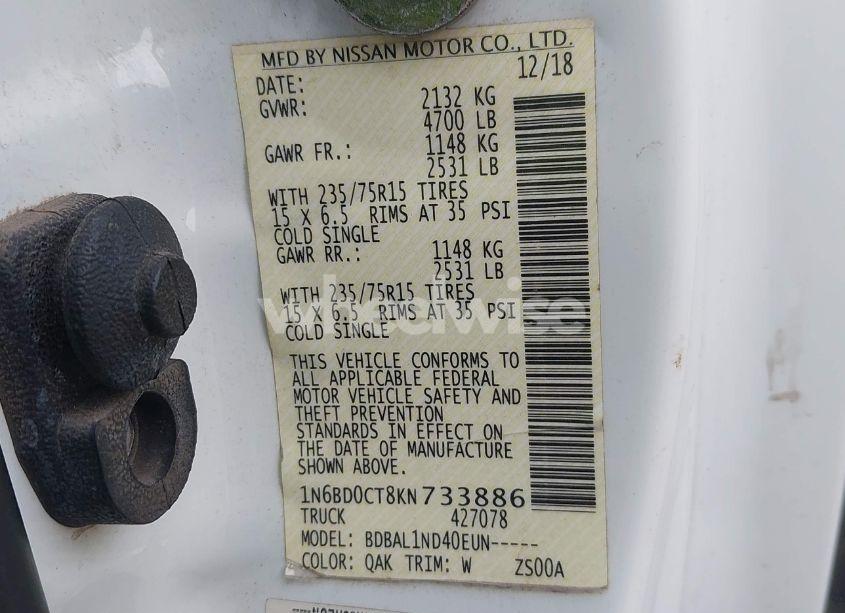 MFD BY NISSAN MOTOR CO., LTD.
DATE: 12/18
GVWR: 2132 KG
4700 LB
GAWR FR.: 1148 KG
2531 LB
WITH 235/75R15 TIRES
15 X 6.5 RIMS AT 35 PSI
COLD SINGLE
GAWR RR.: 1148 KG
2531 LB
WITH 235/75R15 TIRES
15 X 6.5 RIMS AT 35 PSI
COLD SINGLE
wheelwise
THIS VEHICLE CONFORMS TO
ALL APPLICABLE FEDERAL
MOTOR VEHICLE SAFETY AND
THEFT PREVENTION
STANDARDS IN EFFECT ON
THE DATE OF MANUFACTURE
SHOWN ABOVE.
1N6BD0CT8KN733886
TRUCK 427078
MODEL: BDBAL1ND40EUN-----
COLOR: QAK TRIM: W ZS00A